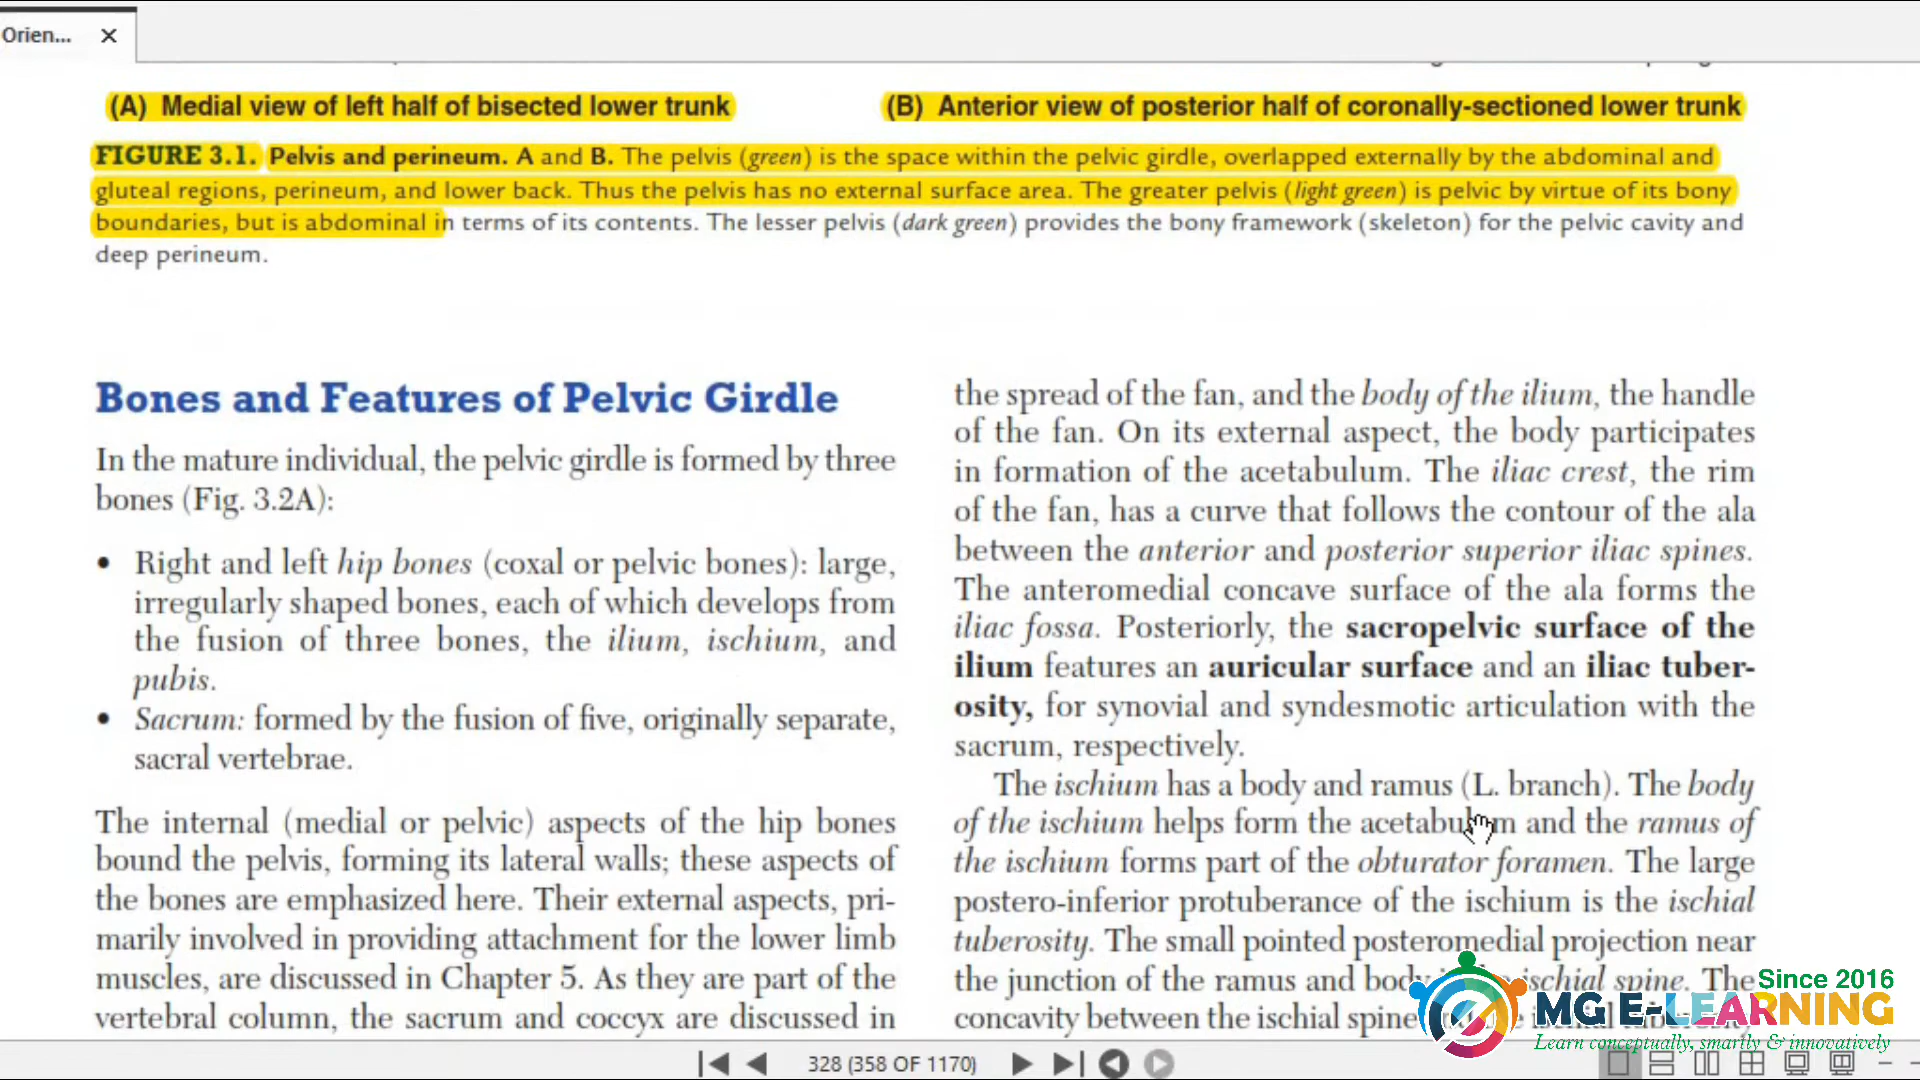 Orien...
(A) Medial view of left half of bisected lower trunk
(B) Anterior view of posterior half of coronally-sectioned lower trunk
FIGURE 3.1. Pelvis and perineum. A and B. The pelvis (green) is the space within the pelvic girdle, overlapped externally by the abdominal and
gluteal regions, perineum, and lower back. Thus the pelvis has no external surface area. The greater pelvis (light green) is pelvic by virtue of its bony
boundaries, but is abdominal in terms of its contents. The lesser pelvis (dark green) provides the bony framework (skeleton) for the pelvic cavity and
deep perineum.
Bones and Features of Pelvic Girdle
In the mature individual, the pelvic girdle is formed by three
bones (Fig. 3.2A):
• Right and left hip bones (coxal or pelvic bones): large,
irregularly shaped bones, each of which develops from
the fusion of three bones, the ilium, ischium, and
pubis.
• Sacrum: formed by the fusion of five, originally separate,
sacral vertebrae.
The internal (medial or pelvic) aspects of the hip bones
bound the pelvis, forming its lateral walls; these aspects of
the bones are emphasized here. Their external aspects, pri-
marily involved in providing attachment for the lower limb
muscles, are discussed in Chapter 5. As they are part of the
vertebral column, the sacrum and coccyx are discussed in
the spread of the fan, and the body of the ilium, the handle
of the fan. On its external aspect, the body participates
in formation of the acetabulum. The iliac crest, the rim
of the fan, has a curve that follows the contour of the ala
between the anterior and posterior superior iliac spines.
The anteromedial concave surface of the ala forms the
iliac fossa. Posteriorly, the sacropelvic surface of the
ilium features an auricular surface and an iliac tuber-
osity, for synovial and syndesmotic articulation with the
sacrum, respectively.
The ischium has a body and ramus (L. branch). The body
of the ischium helps form the acetabulum and the ramus of
the ischium forms part of the obturator foramen. The large
postero-inferior protuberance of the ischium is the ischial
tuberosity. The small pointed posteromedial projection near
the junction of the ramus and body ischial spine. The
concavity between the ischial spine
Since 2016
MG E-LEARNING
Learn conceptually, smartly & innovatively
328 (358 OF 1170)